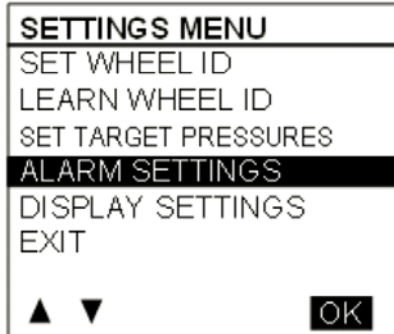 SETTINGS MENU
SET WHEEL ID
LEARN WHEEL ID
SET TARGET PRESSURES
ALARM SETTINGS
DISPLAY SETTINGS
EXIT
▲ ▼ OK